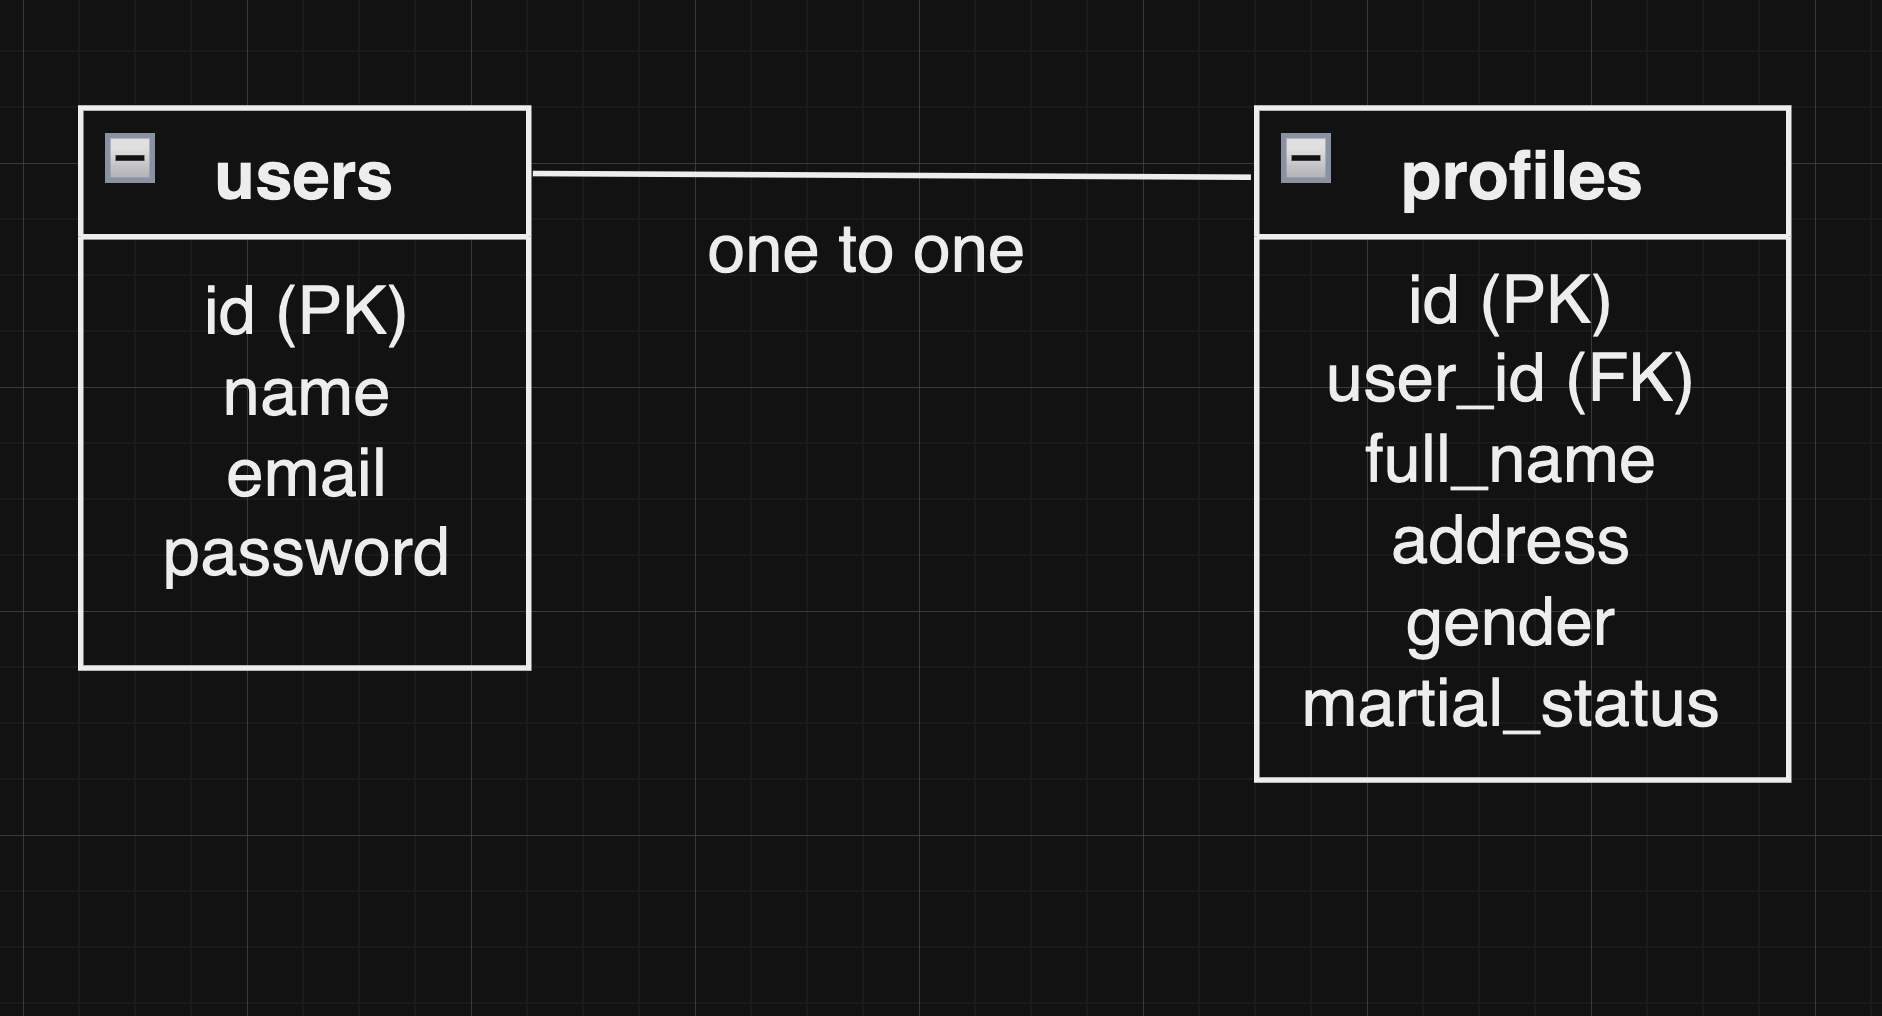 users
id (PK)
name
email
password
one to one
profiles
id (PK)
user_id (FK)
full_name
address
gender
martial_status